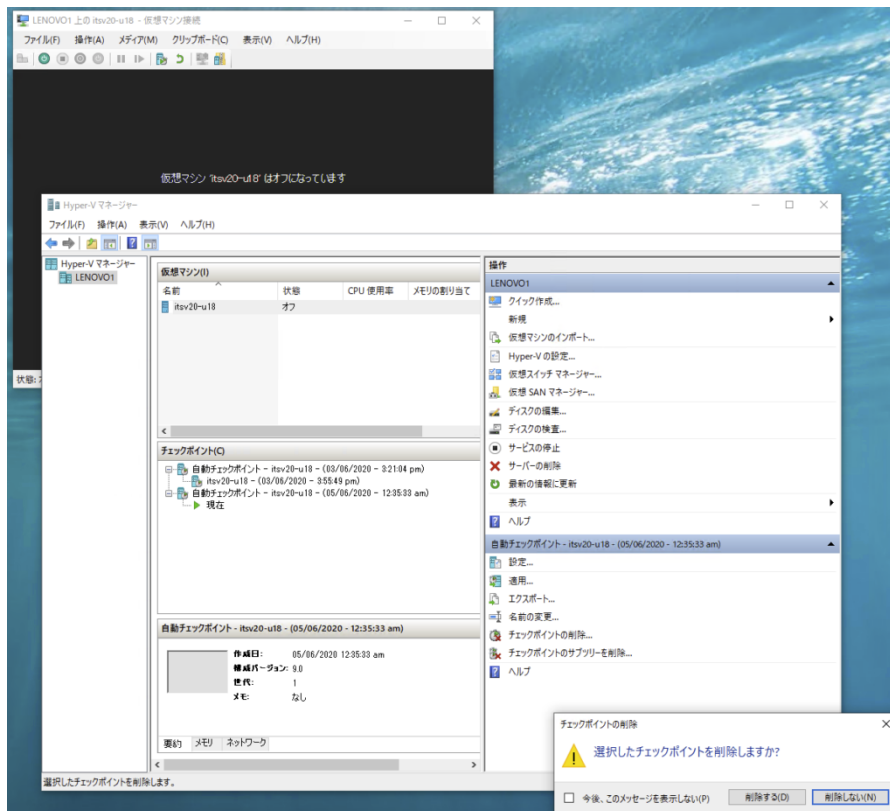 LENOVO1 上の itsv20-u18 - 仮想マシン接続
ファイル(F) 操作(A) メディア(M) クリップボード(C) 表示(V) ヘルプ(H)
仮想マシン 'itsv20-u18' はオフになっています
状態:
Hyper-V マネージャー
ファイル(F) 操作(A) 表示(V) ヘルプ(H)
Hyper-V マネージャー
LENOVO1
仮想マシン(I)
名前 状態 CPU 使用率 メモリの割り当て
itsv20-u18 オフ
チェックポイント(C)
自動チェックポイント - itsv20-u18 - (03/06/2020 - 3:21:04 pm)
itsv20-u18 - (03/06/2020 - 3:55:49 pm)
自動チェックポイント - itsv20-u18 - (05/06/2020 - 12:35:33 am)
現在
自動チェックポイント - itsv20-u18 - (05/06/2020 - 12:35:33 am)
作成日: 05/06/2020 12:35:33 am
構成バージョン: 9.0
世代: 1
メモ: なし
要約 メモリ ネットワーク
操作
LENOVO1
クイック作成...
新規
仮想マシンのインポート...
Hyper-V の設定...
仮想スイッチ マネージャー...
仮想 SAN マネージャー...
ディスクの編集...
ディスクの検査...
サービスの停止
サーバーの削除
最新の情報に更新
表示
ヘルプ
自動チェックポイント - itsv20-u18 - (05/06/2020 - 12:35:33 am)
設定...
適用...
エクスポート...
名前の変更...
チェックポイントの削除...
チェックポイントのサブツリーを削除...
ヘルプ
選択したチェックポイントを削除します。
チェックポイントの削除
選択したチェックポイントを削除しますか?
今後、このメッセージを表示しない(P) 削除する(D) 削除しない(N)